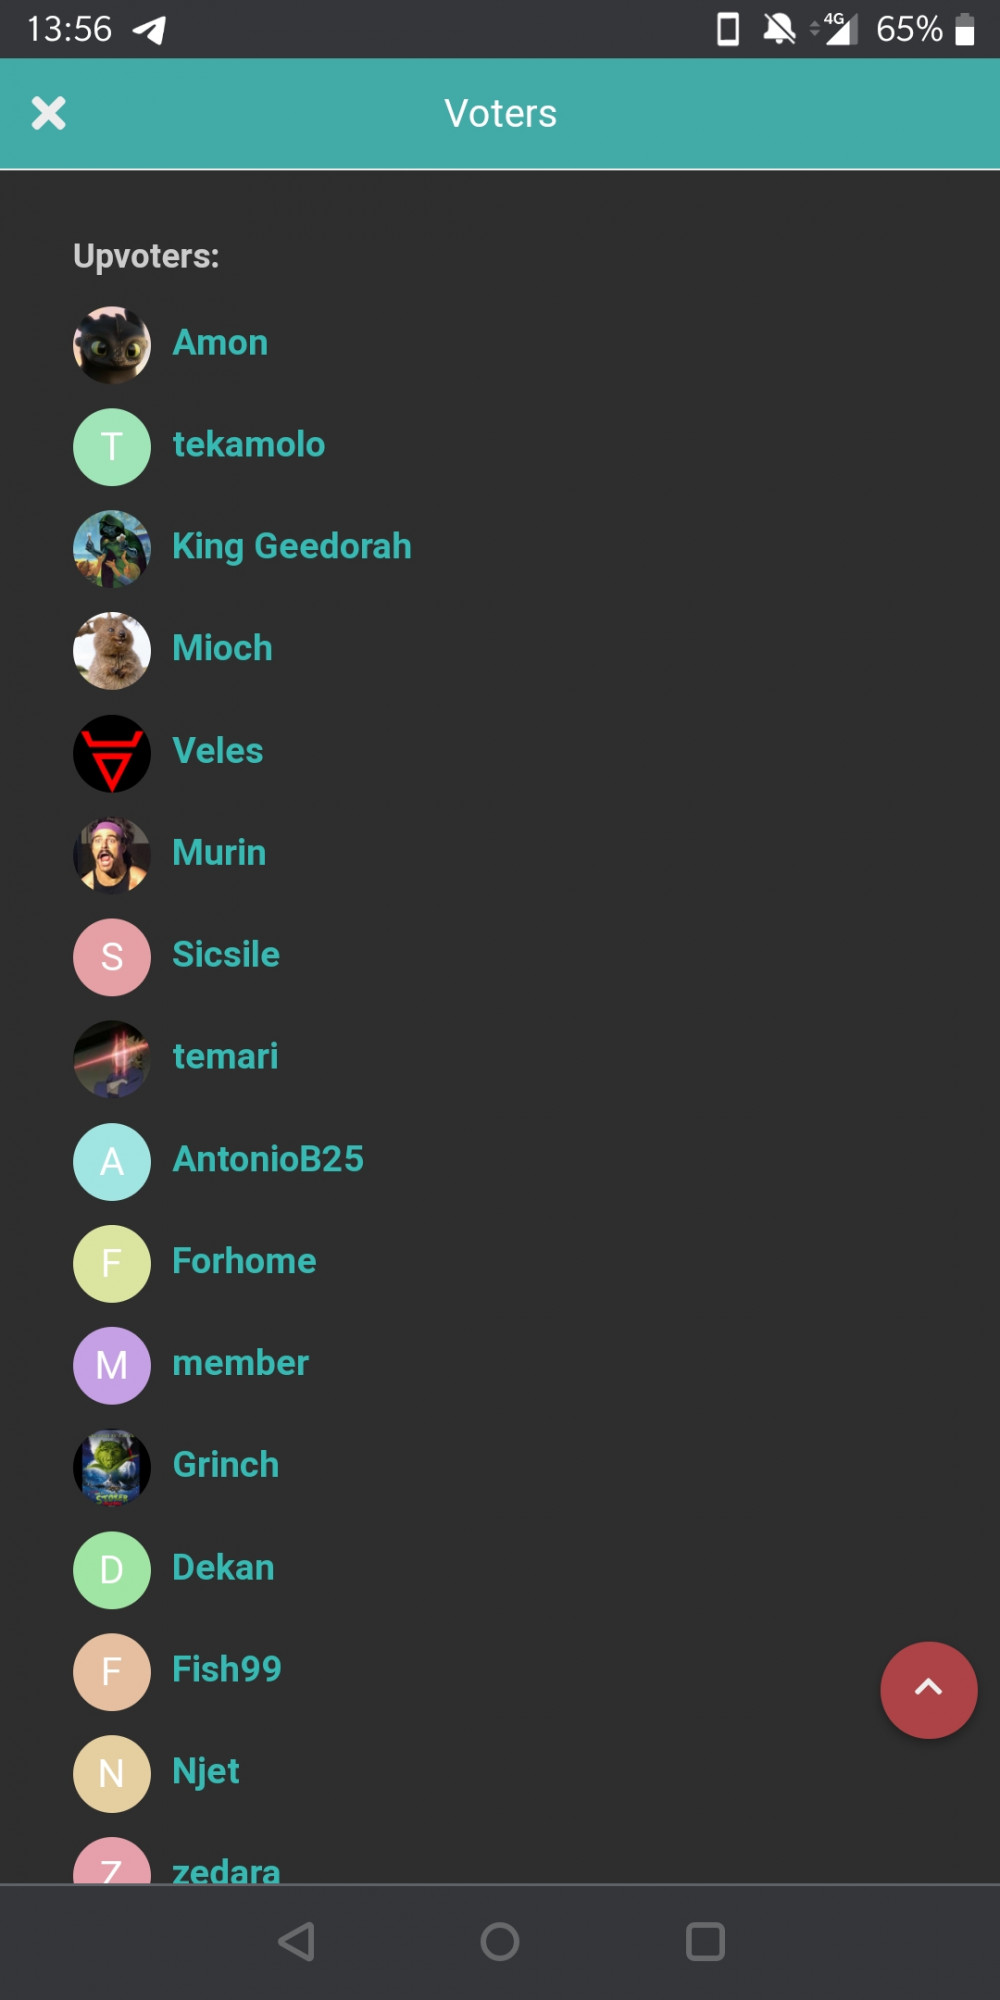 13:56
4G
65%
Voters
Upvoters:
Amon
T
tekamolo
King Geedorah
Mioch
Veles
Murin
S
Sicsile
temari
A
AntonioB25
F
Forhome
M
member
Grinch
D
Dekan
F
Fish99
N
Njet
Z
zedara